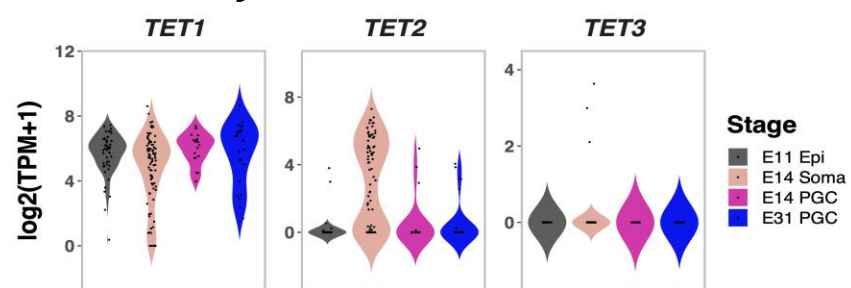 TET1 TET2 TET3
log2(TPM+1)
12
8
4
0
8
4
0
4
2
0
Stage
E11 Epi
E14 Soma
E14 PGC
E31 PGC